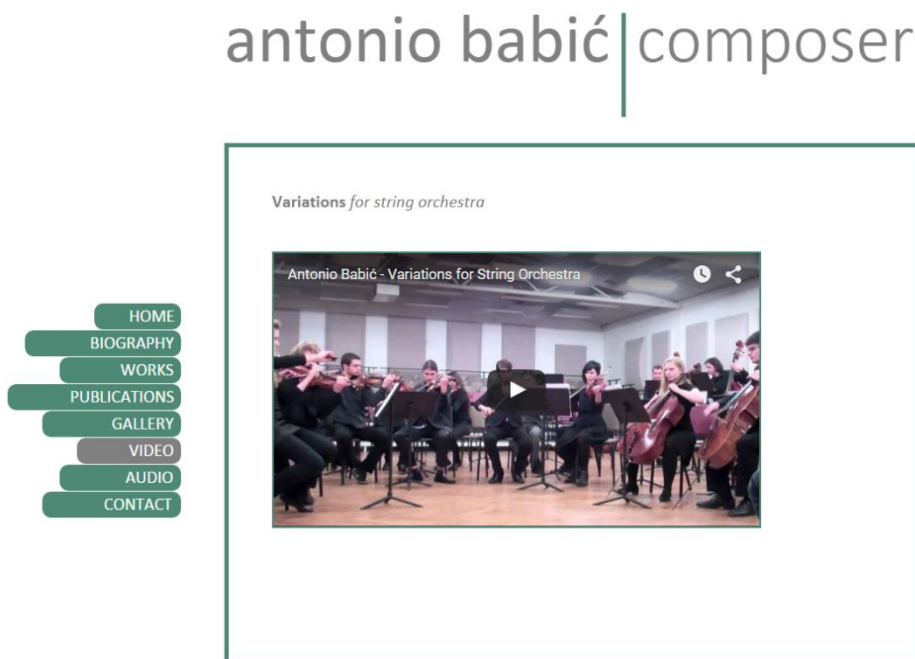 antonio babić composer
Variations for string orchestra
Antonio Babić - Variations for String Orchestra
HOME
BIOGRAPHY
WORKS
PUBLICATIONS
GALLERY
VIDEO
AUDIO
CONTACT